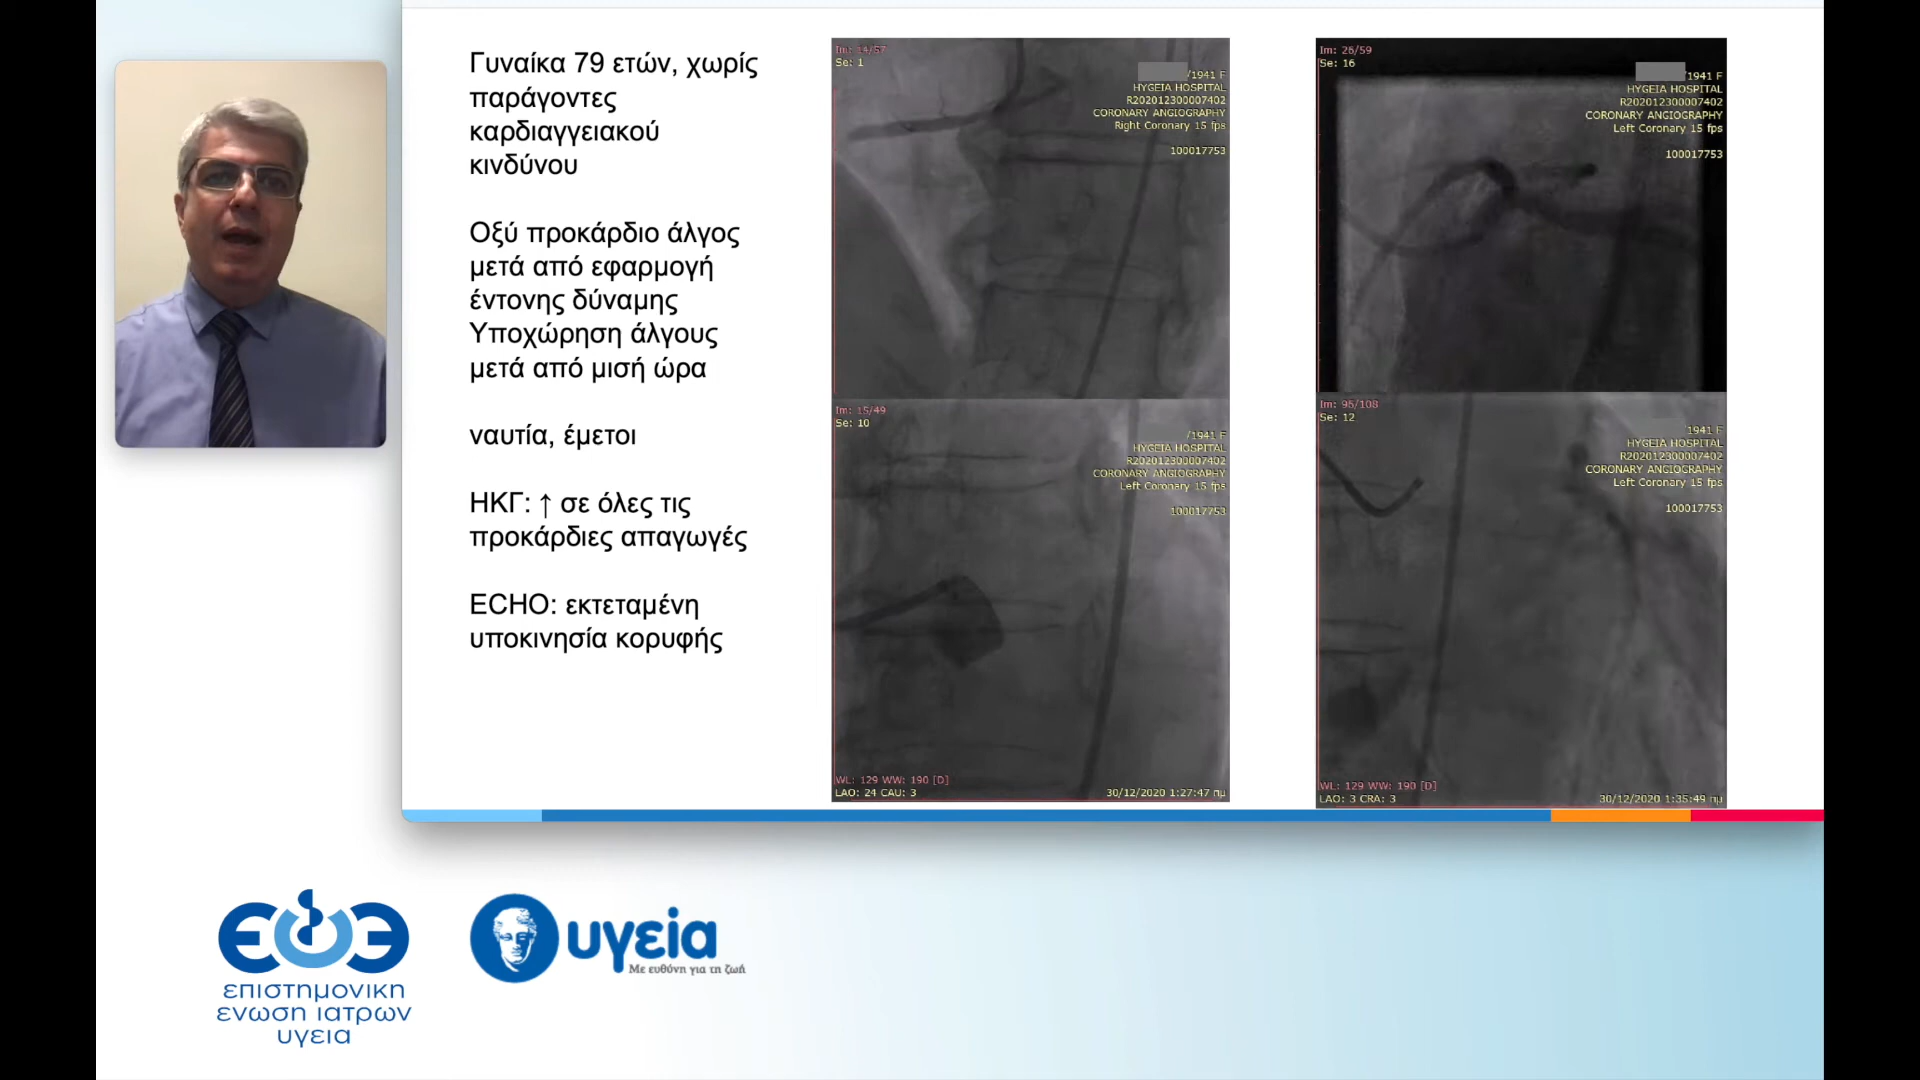 Γυναίκα 79 ετών, χωρίς
παράγοντες
καρδιαγγειακού
κινδύνου
Οξύ προκάρδιο άλγος
μετά από εφαρμογή
έντονης δύναμης
Υποχώρηση άλγους
μετά από μισή ώρα
ναυτία, έμετοι
ΗΚΓ: ↑ σε όλες τις
προκάρδιες απαγωγές
ECHO: εκτεταμένη
υποκινησία κορυφής
Im: 14/57
Se: 1
/1941 F
HYGEIA HOSPITAL
R202012300007402
CORONARY ANGIOGRAPHY
Right Coronary 15 fps
100017753
Im: 15/49
Se: 10
/1941 F
HYGEIA HOSPITAL
R202012300007402
CORONARY ANGIOGRAPHY
Left Coronary 15 fps
100017753
WL: 129 WW: 190 [D]
LAO: 24 CAU: 3
30/12/2020 1:27:47 πμ
Im: 26/59
Se: 16
/1941 F
HYGEIA HOSPITAL
R202012300007402
CORONARY ANGIOGRAPHY
Left Coronary 15 fps
100017753
Im: 96/108
Se: 12
1941 F
HYGEIA HOSPITAL
R202012300007402
CORONARY ANGIOGRAPHY
Left Coronary 15 fps
100017753
WL: 129 WW: 190 [D]
LAO: 3 CRA: 3
30/12/2020 1:35:49 πμ
επιστημονικη
ενωση ιατρων
υγεια
υγεία
Με ευθύνη για τη ζωή